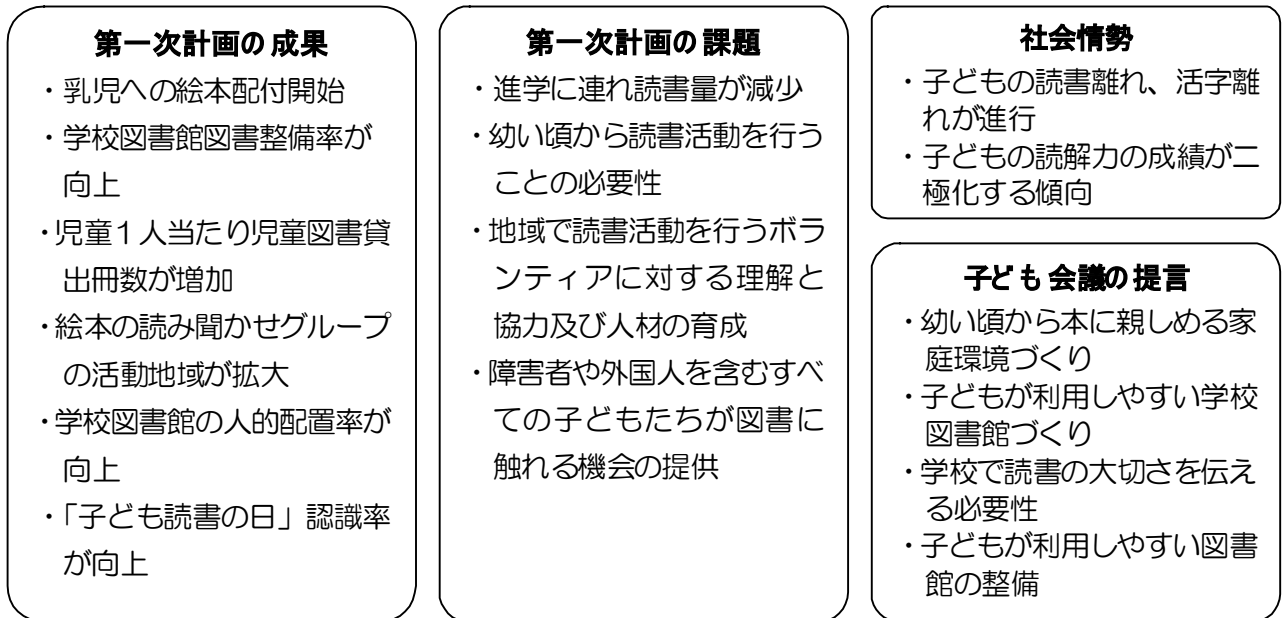 第一次計画の成果
・乳児への絵本配付開始
・学校図書館図書整備率が
向上
・児童１人当たり児童図書貸
出冊数が増加
・絵本の読み聞かせグループ
の活動地域が拡大
・学校図書館の人的配置率が
向上
・「子ども読書の日」認識率
が向上
第一次計画の課題
・進学に連れ読書量が減少
・幼い頃から読書活動を行う
ことの必要性
・地域で読書活動を行うボラ
ンティアに対する理解と
協力及び人材の育成
・障害者や外国人を含むすべ
ての子どもたちが図書に
触れる機会の提供
社会情勢
・子どもの読書離れ、活字離
れが進行
・子どもの読解力の成績が二
極化する傾向
子ども会議の提言
・幼い頃から本に親しめる家
庭環境づくり
・子どもが利用しやすい学校
図書館づくり
・学校で読書の大切さを伝え
る必要性
・子どもが利用しやすい図書
館の整備